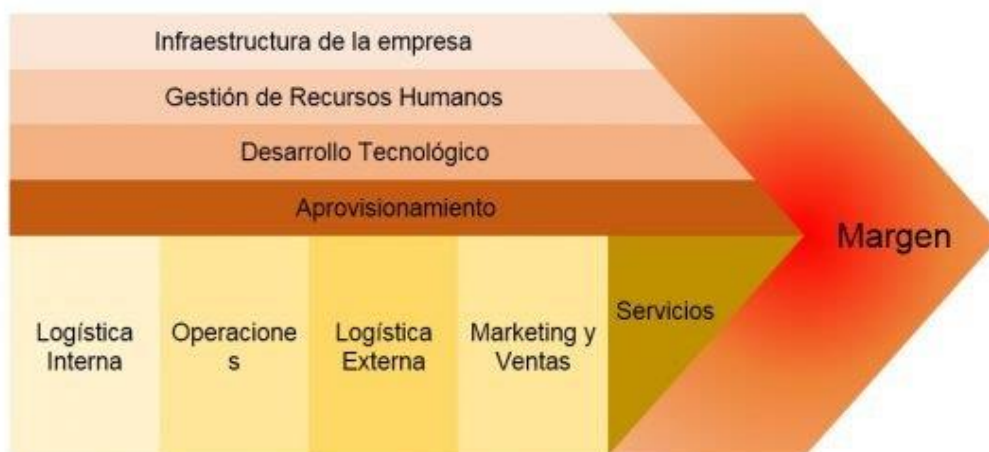 Infraestructura de la empresa
Gestión de Recursos Humanos
Desarrollo Tecnológico
Aprovisionamiento
Margen
Logística
Interna
Operacione
s
Logística
Externa
Marketing y
Ventas
Servicios